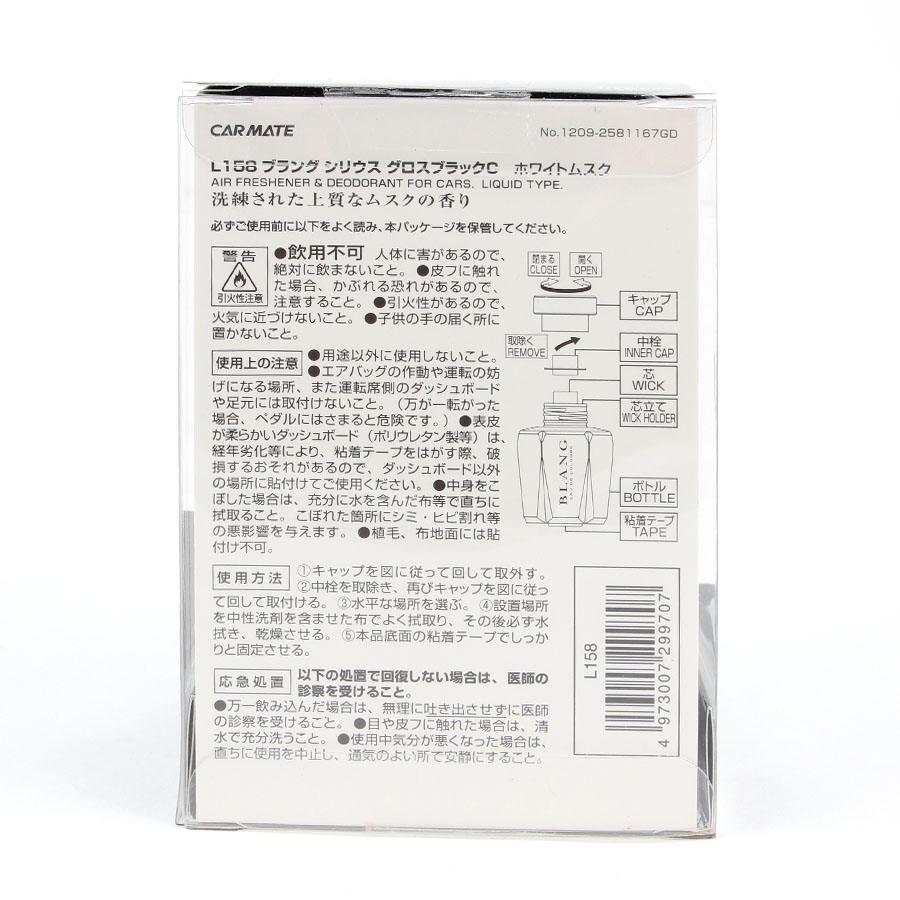 CARMATE
No.1209-2581167GD
L158 ブラング シリウス グロスブラックC ホワイトムスク
AIR FRESHENER & DEODORANT FOR CARS. LIQUID TYPE.
洗練された上質なムスクの香り
必ずご使用前に以下をよく読み、本パッケージを保管してください。
警告
引火性注意
●飲用不可 人体に害があるので、
絶対に飲まないこと。●皮フに触れ
た場合、かぶれる恐れがあるので、
注意すること。●引火性があるので、
火気に近づけないこと。●子供の手の届く所に
置かないこと。
使用上の注意
●用途以外に使用しないこと。
●エアバッグの作動や運転の妨
げになる場所、また運転席側のダッシュボード
や足元には取付けないこと。(万が一転がった
場合、ペダルにはさまると危険です。)●表皮
が柔らかいダッシュボード(ポリウレタン製等)は、
経年劣化等により、粘着テープをはがす際、破
損するおそれがあるので、ダッシュボード以外
の場所に貼付けてご使用ください。●中身をこ
ぼした場合は、充分に水を含んだ布等で直ちに
拭取ること。こぼれた箇所にシミ・ヒビ割れ等
の悪影響を与えます。●植毛、布地面には貼
付け不可。
閉まる
CLOSE
開く
OPEN
取除く
REMOVE
キャップ
CAP
中栓
INNER CAP
芯
WICK
芯立て
WICK HOLDER
ボトル
BOTTLE
粘着テープ
TAPE
BLANG
使用方法
①キャップを図に従って回して取外す。
②中栓を取除き、再びキャップを図に従っ
て回して取付ける。③水平な場所を選ぶ。④設置場所
を中性洗剤を含ませた布でよく拭取り、その後必ず水
拭き、乾燥させる。⑤本品底面の粘着テープでしっか
りと固定させる。
応急処置
以下の処置で回復しない場合は、医師の
診察を受けること。
●万一飲み込んだ場合は、無理に吐き出させずに医師
の診察を受けること。●目や皮フに触れた場合は、清
水で充分洗うこと。●使用中気分が悪くなった場合は、
直ちに使用を中止し、通気のよい所で安静にすること。
L158
4 973007 299707